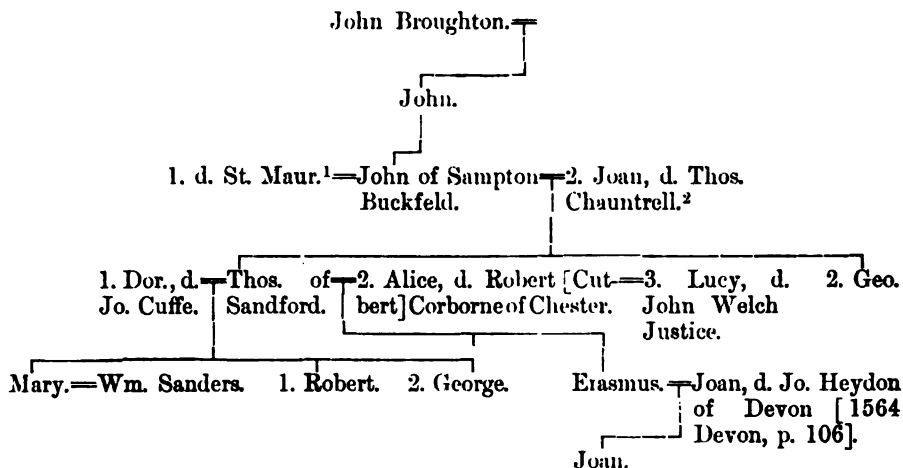 John Broughton.=
John.
1. d. St. Maur.¹=John of Sampton=2. Joan, d. Thos.
Buckfeld. Chauntrell.²
1. Dor., d.=Thos. of=2. Alice, d. Robert [Cut-=3. Lucy, d. 2. Geo.
Jo. Cuffe. Sandford. bert] Corborne of Chester. John Welch
Justice.
Mary.=Wm. Sanders. 1. Robert. 2. George. Erasmus.=Joan, d. Jo. Heydon
of Devon [1564
Devon, p. 106].
Joan.